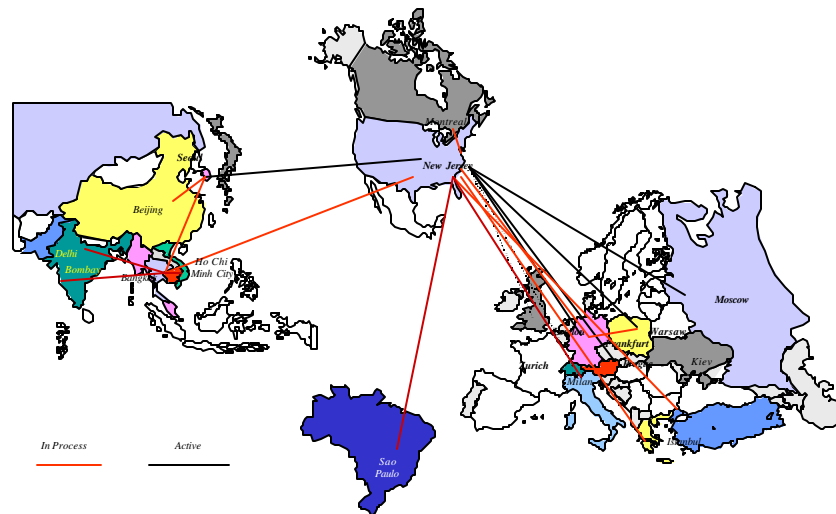 Montreal
Seoul
New Jersey
Beijing
Delhi
Bombay
Ho Chi
Minh City
Moscow
Warsaw
Frankfurt
Kiev
Zurich
Milan
Istanbul
In Process
Active
Sao
Paulo